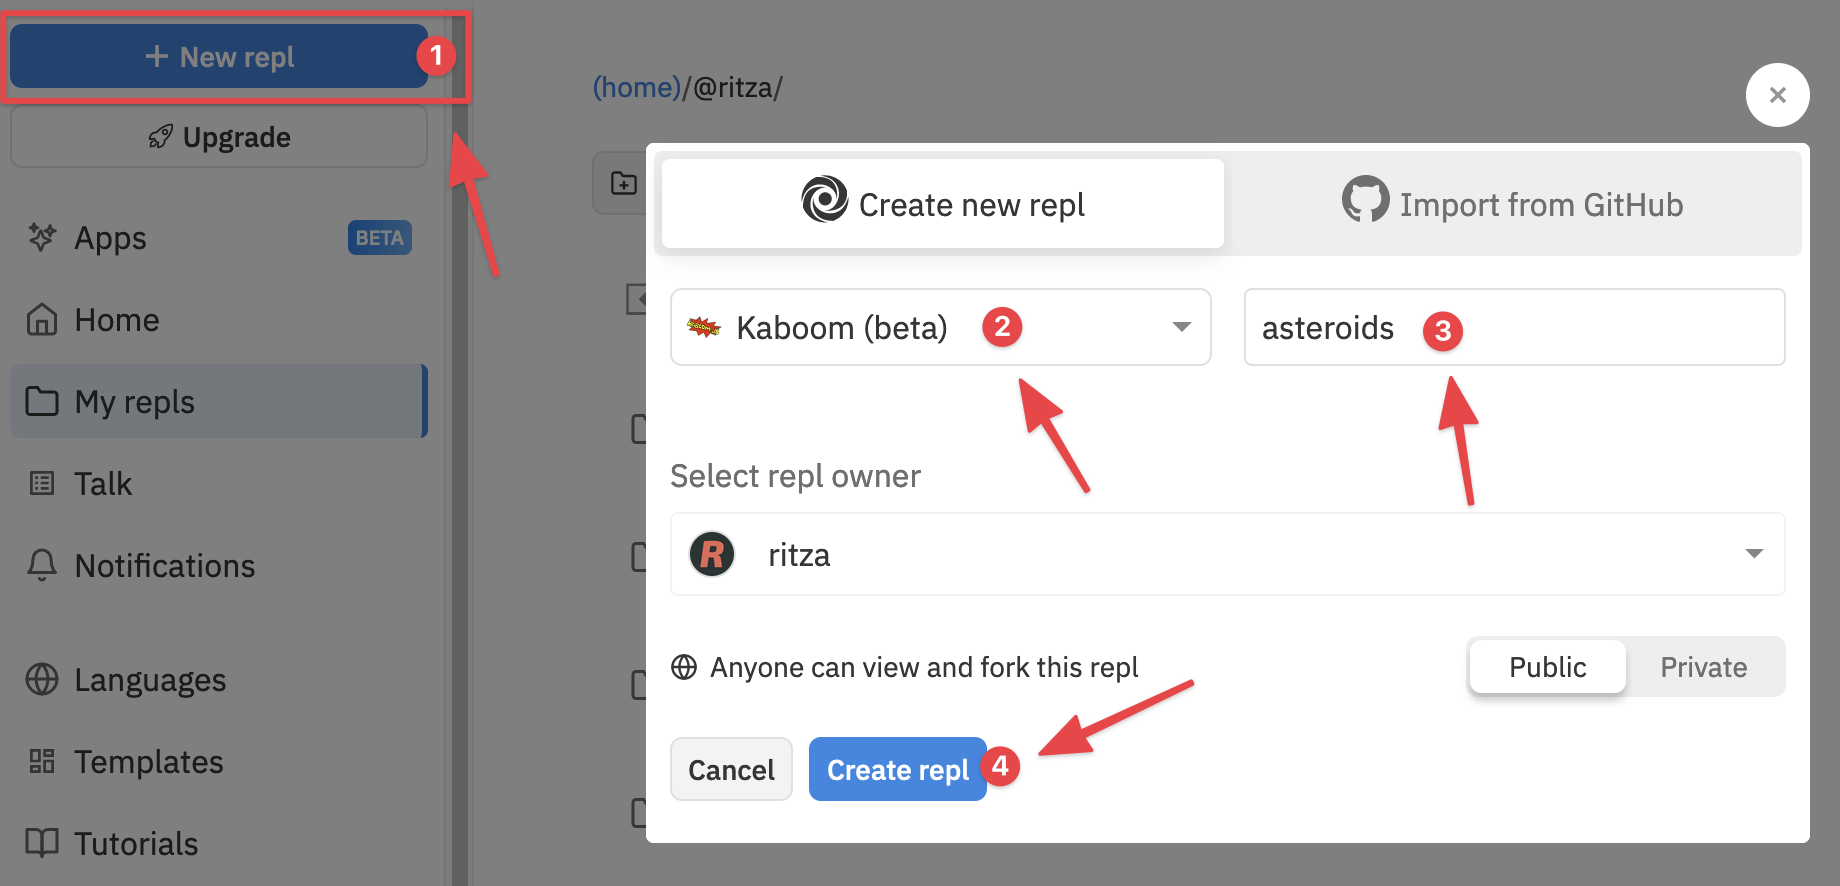 New repl
1
Upgrade
Apps
BETA
Home
My repls
Talk
Notifications
Languages
Templates
Tutorials
(home)/@ritza/
Create new repl
Import from GitHub
Kaboom (beta)
2
asteroids
3
Select repl owner
R
ritza
Anyone can view and fork this repl
Public
Private
Cancel
Create repl
4